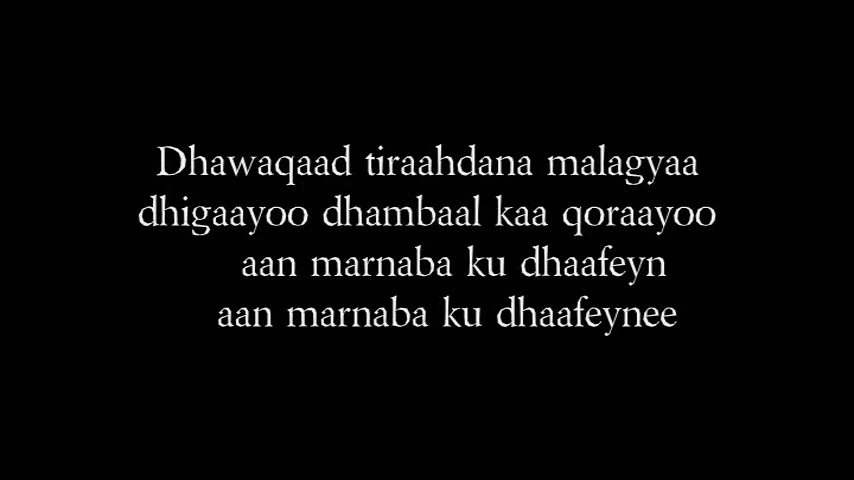 Dhawaqaad tiraahdana malagyaa
dhigaayoo dhambaal kaa qoraayoo
aan marnaba ku dhaafeyn
aan marnaba ku dhaafeynee